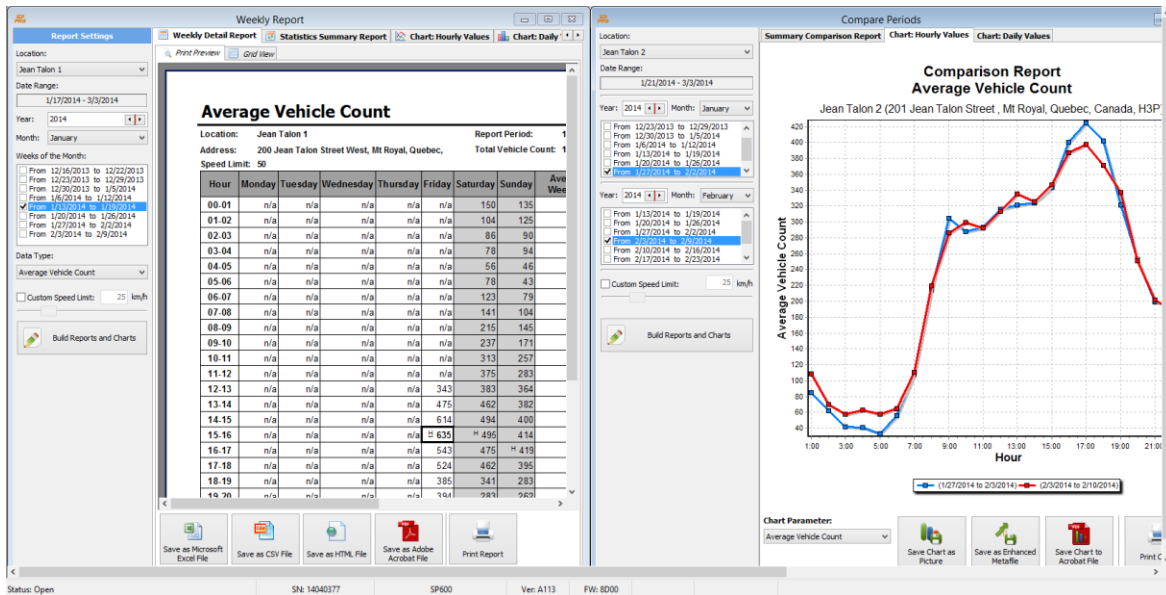 Weekly Report
Report Settings
Location:
Jean Talon 1
Date Range:
1/17/2014 - 3/3/2014
Year: 2014
Month: January
Weeks of the Month:
From 12/16/2013 to 12/22/2013
From 12/23/2013 to 12/29/2013
From 12/30/2013 to 1/5/2014
From 1/6/2014 to 1/12/2014
From 1/13/2014 to 1/19/2014
From 1/20/2014 to 1/26/2014
From 1/27/2014 to 2/2/2014
From 2/3/2014 to 2/9/2014
Data Type:
Average Vehicle Count
Custom Speed Limit: 25 km/h
Build Reports and Charts
Weekly Detail Report Statistics Summary Report Chart: Hourly Values Chart: Daily
Print Preview Grid View
Average Vehicle Count
Location: Jean Talon 1 Report Period: 1
Address: 200 Jean Talon Street West, Mt Royal, Quebec, Total Vehicle Count: 1
Speed Limit: 50
Hour Monday Tuesday Wednesday Thursday Friday Saturday Sunday Ave
Wee
00-01 n/a n/a n/a n/a n/a 150 135
01-02 n/a n/a n/a n/a n/a 104 125
02-03 n/a n/a n/a n/a n/a 86 90
03-04 n/a n/a n/a n/a n/a 78 94
04-05 n/a n/a n/a n/a n/a 56 46
05-06 n/a n/a n/a n/a n/a 78 43
06-07 n/a n/a n/a n/a n/a 123 79
07-08 n/a n/a n/a n/a n/a 141 104
08-09 n/a n/a n/a n/a n/a 215 145
09-10 n/a n/a n/a n/a n/a 237 171
10-11 n/a n/a n/a n/a n/a 313 257
11-12 n/a n/a n/a n/a n/a 375 283
12-13 n/a n/a n/a n/a 343 383 364
13-14 n/a n/a n/a n/a 475 462 382
14-15 n/a n/a n/a n/a 614 494 400
15-16 n/a n/a n/a n/a H 635 H 495 414
16-17 n/a n/a n/a n/a 543 475 H 419
17-18 n/a n/a n/a n/a 524 462 395
18-19 n/a n/a n/a n/a 385 341 283
19-20 n/a n/a n/a n/a 394 283 262
Save as Microsoft
Excel File
Save as CSV File
Save as HTML File
Save as Adobe
Acrobat File
Print Report
Compare Periods
Location:
Jean Talon 2
Date Range:
1/21/2014 - 3/3/2014
Year: 2014 Month: January
From 12/23/2013 to 12/29/2013
From 12/30/2013 to 1/5/2014
From 1/6/2014 to 1/12/2014
From 1/13/2014 to 1/19/2014
From 1/20/2014 to 1/26/2014
From 1/27/2014 to 2/2/2014
Year: 2014 Month: February
From 1/13/2014 to 1/19/2014
From 1/20/2014 to 1/26/2014
From 1/27/2014 to 2/2/2014
From 2/3/2014 to 2/9/2014
From 2/10/2014 to 2/16/2014
From 2/17/2014 to 2/23/2014
Custom Speed Limit: 25 km/h
Build Reports and Charts
Summary Comparison Report Chart: Hourly Values Chart: Daily Values
Comparison Report
Average Vehicle Count
Jean Talon 2 (201 Jean Talon Street , Mt Royal, Quebec, Canada, H3P
Average Vehicle Count
420
400
380
360
340
320
300
280
260
240
220
200
180
160
140
120
100
80
60
40
1:00 3:00 5:00 7:00 9:00 11:00 13:00 15:00 17:00 19:00 21:00
Hour
(1/27/2014 to 2/3/2014) (2/3/2014 to 2/10/2014)
Chart Parameter:
Average Vehicle Count
Save Chart as
Picture
Save as Enhanced
Metafile
Save Chart to
Acrobat File
Print C
Status: Open SN: 14040377 SP600 Ver: A113 FW: 8D00